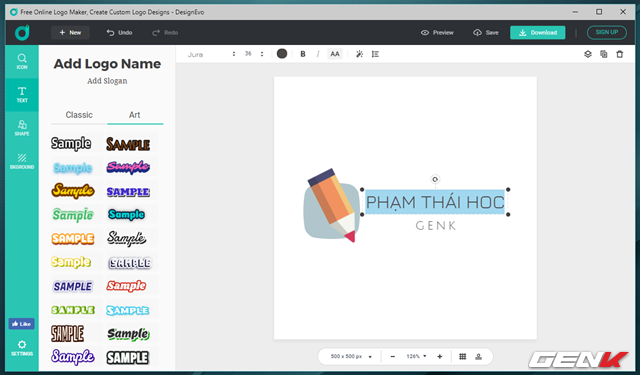 Free Online Logo Maker, Create Custom Logo Designs - DesignEvo
+ New Undo Redo Preview Save Download SIGN UP
ICON
TEXT
SHAPE
BKGROUND
Like
SETTINGS
Add Logo Name
Add Slogan
Classic Art
Sample SAMPLE
Sample Sample
Sample SAMPLE
Sample Sample
SAMPLE Sample
Sample SAMPLE
SAMPLE Sample
SAMPLE SAMPLE
SAMPLE Sample
Sample SAMPLE
Jura 36 B I AA
PHẠM THÁI HỌC
GENK
500 x 500 px − 126% +
GENK